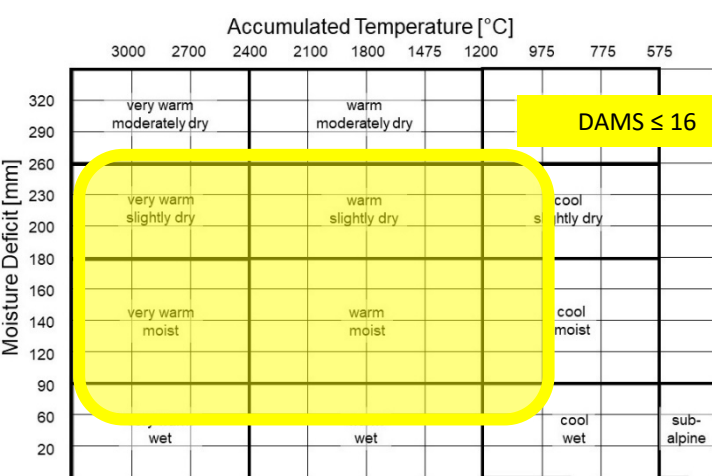 Accumulated Temperature [°C]
3000 2700 2400 2100 1800 1475 1200 975 775 575
Moisture Deficit [mm]
320
290
260
230
200
180
160
140
120
90
60
20
very warm
moderately dry
warm
moderately dry
DAMS ≤ 16
very warm
slightly dry
warm
slightly dry
cool
slightly dry
very warm
moist
warm
moist
cool
moist
wet
wet
cool
wet
sub-
alpine